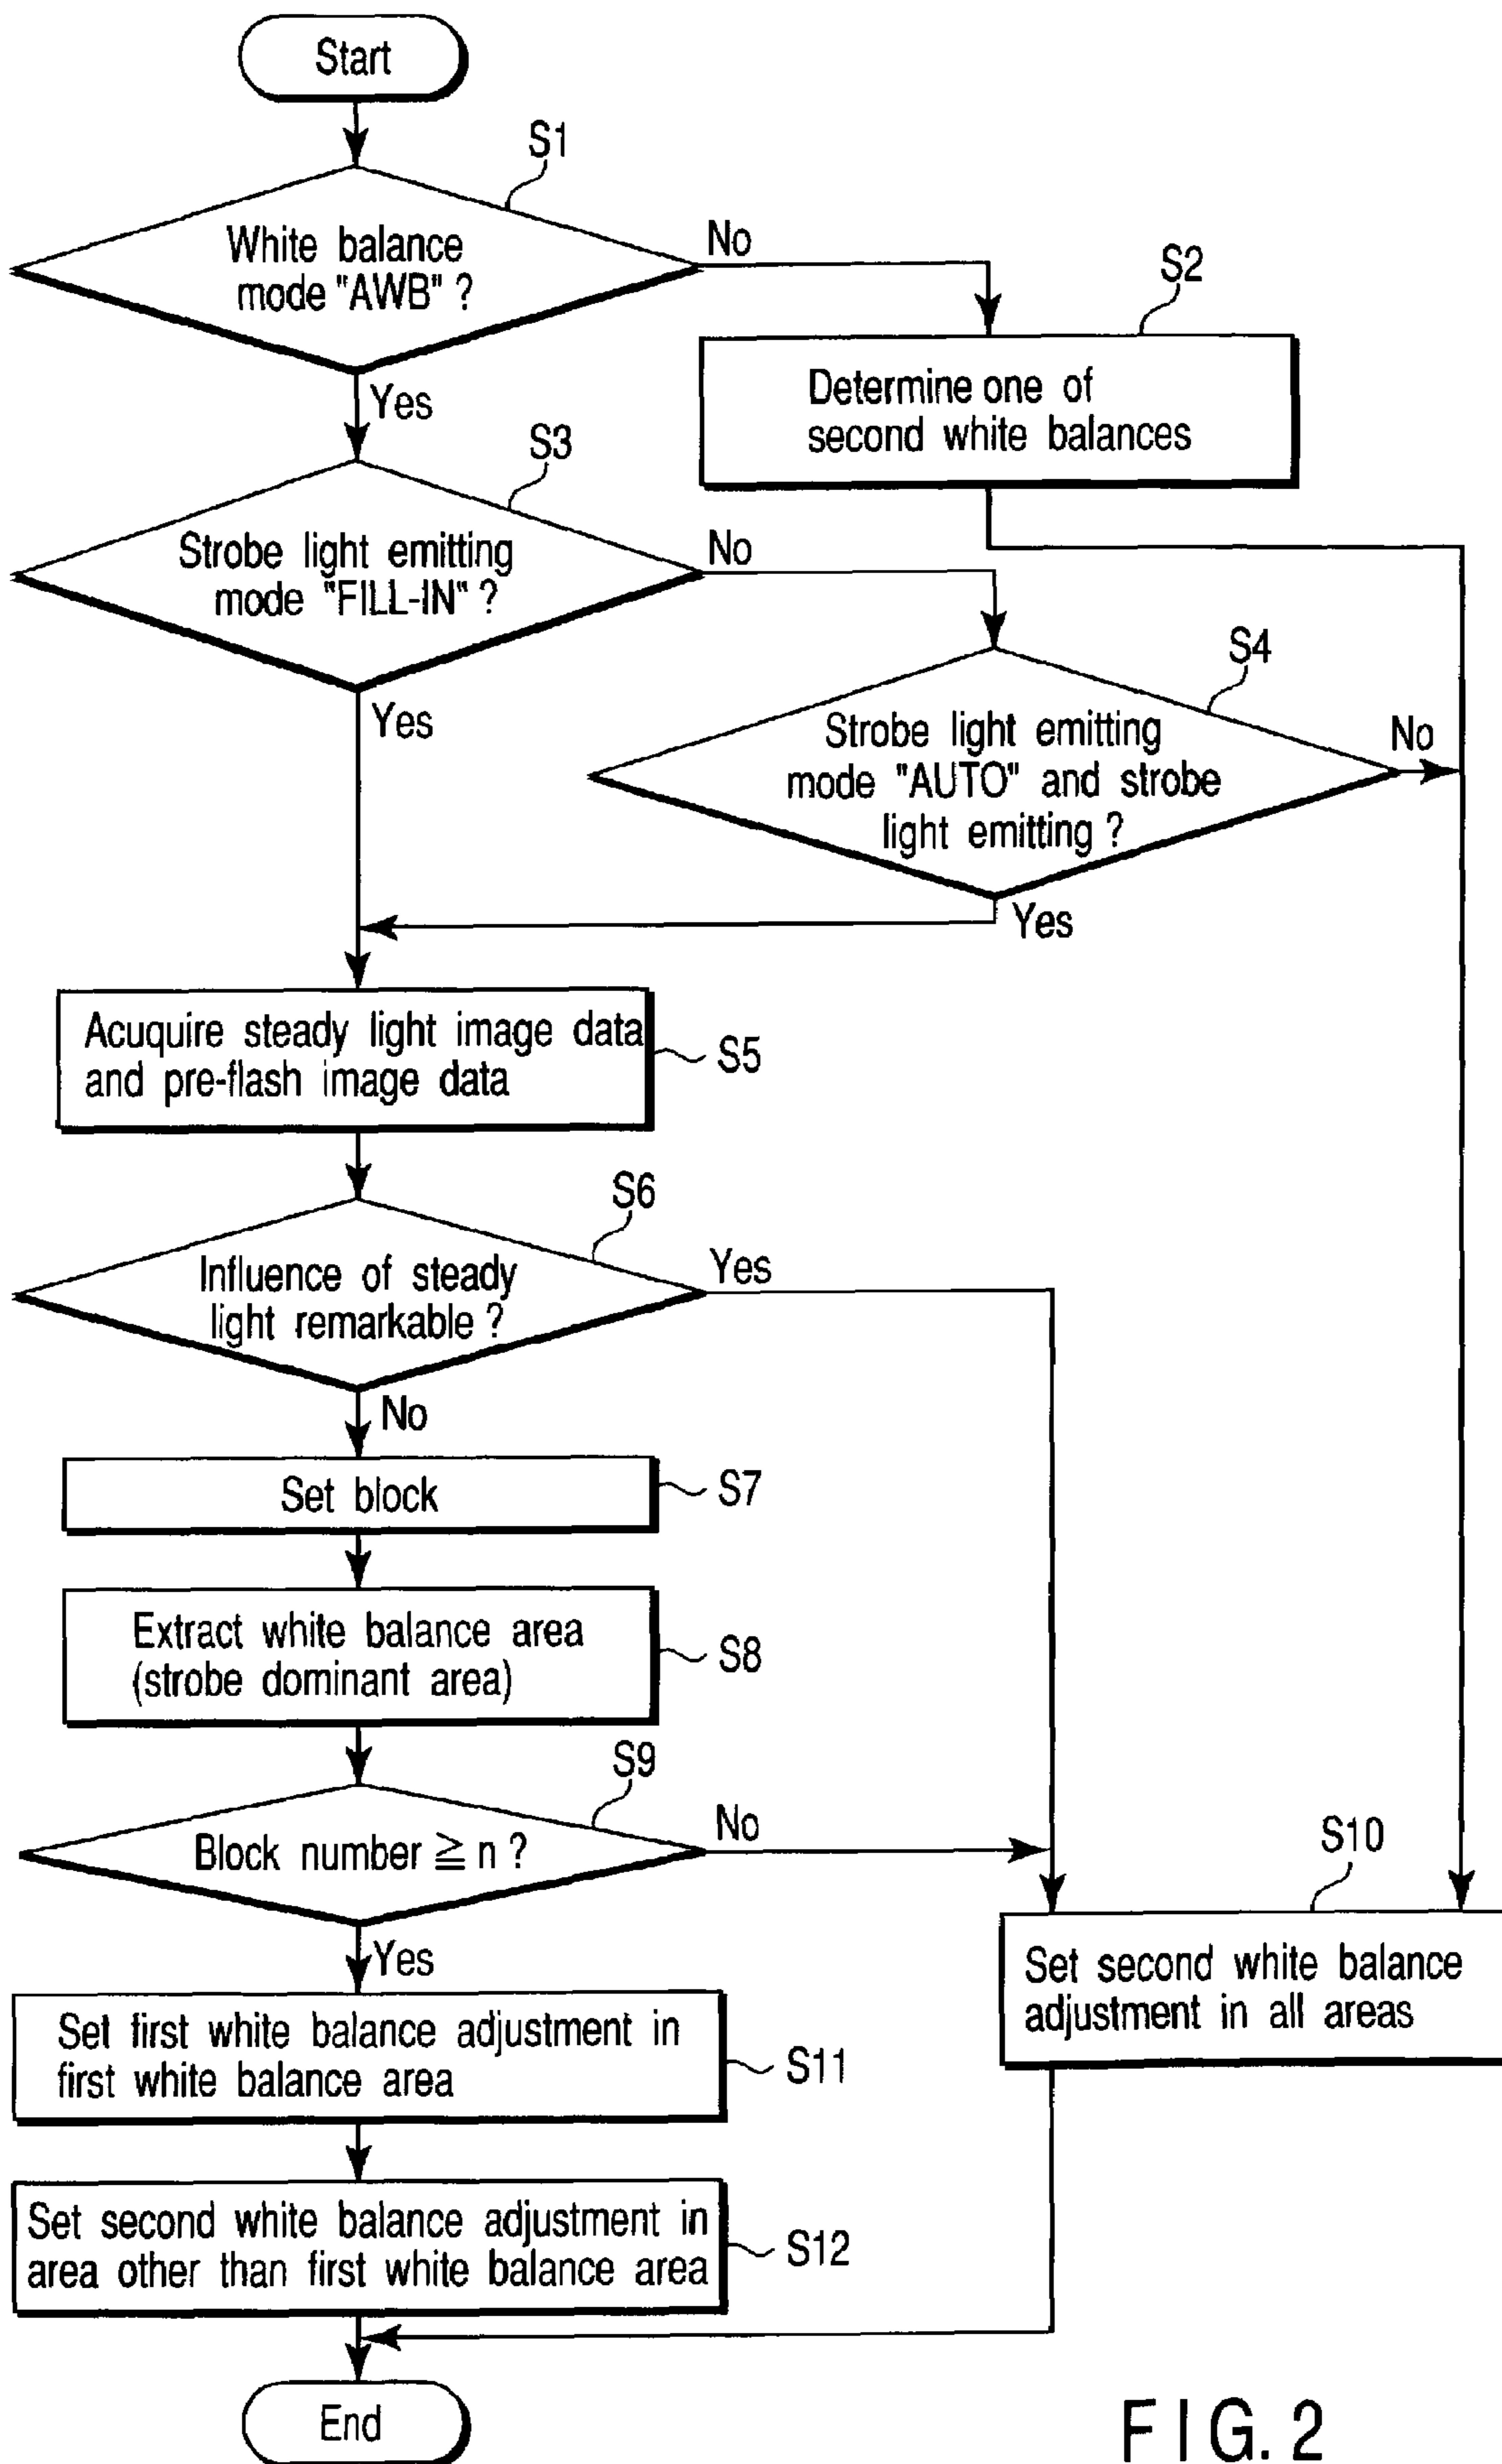 Start
S1
White balance
mode "AWB" ?
No
Yes
S2
Determine one of
second white balances
S3
Strobe light emitting
mode "FILL-IN" ?
No
Yes
S4
Strobe light emitting
mode "AUTO" and strobe
light emitting ?
No
Yes
Acuquire steady light image data
and pre-flash image data
S5
S6
Influence of steady
light remarkable ?
Yes
No
Set block
S7
Extract white balance area
(strobe dominant area)
S8
S9
Block number ≧ n ?
No
Yes
S10
Set second white balance
adjustment in all areas
Set first white balance adjustment in
first white balance area
S11
Set second white balance adjustment in
area other than first white balance area
S12
End
FIG. 2